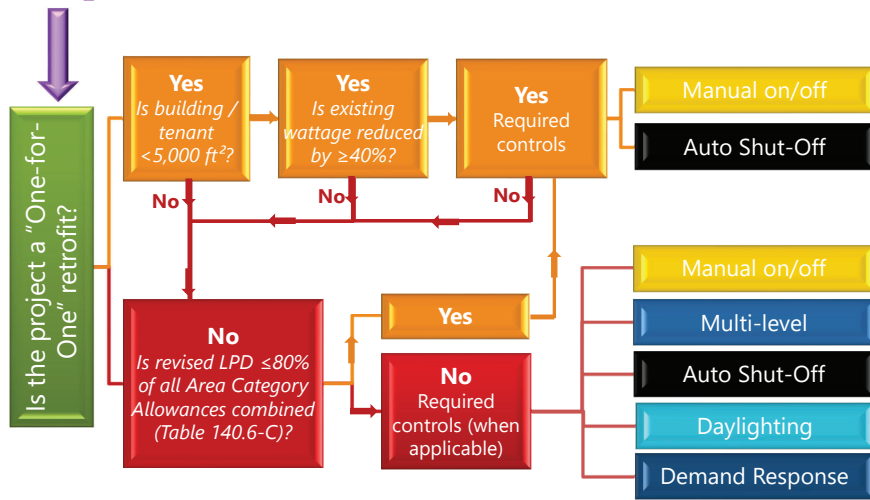 Is the project a "One-for-
One" retrofit?
Yes
Is building /
tenant
<5,000 ft²?
Yes
Is existing
wattage reduced
by ≥40%?
Yes
Required
controls
Manual on/off
Auto Shut-Off
No
No
No
No
Is revised LPD ≤80%
of all Area Category
Allowances combined
(Table 140.6-C)?
Yes
No
Required
controls (when
applicable)
Manual on/off
Multi-level
Auto Shut-Off
Daylighting
Demand Response